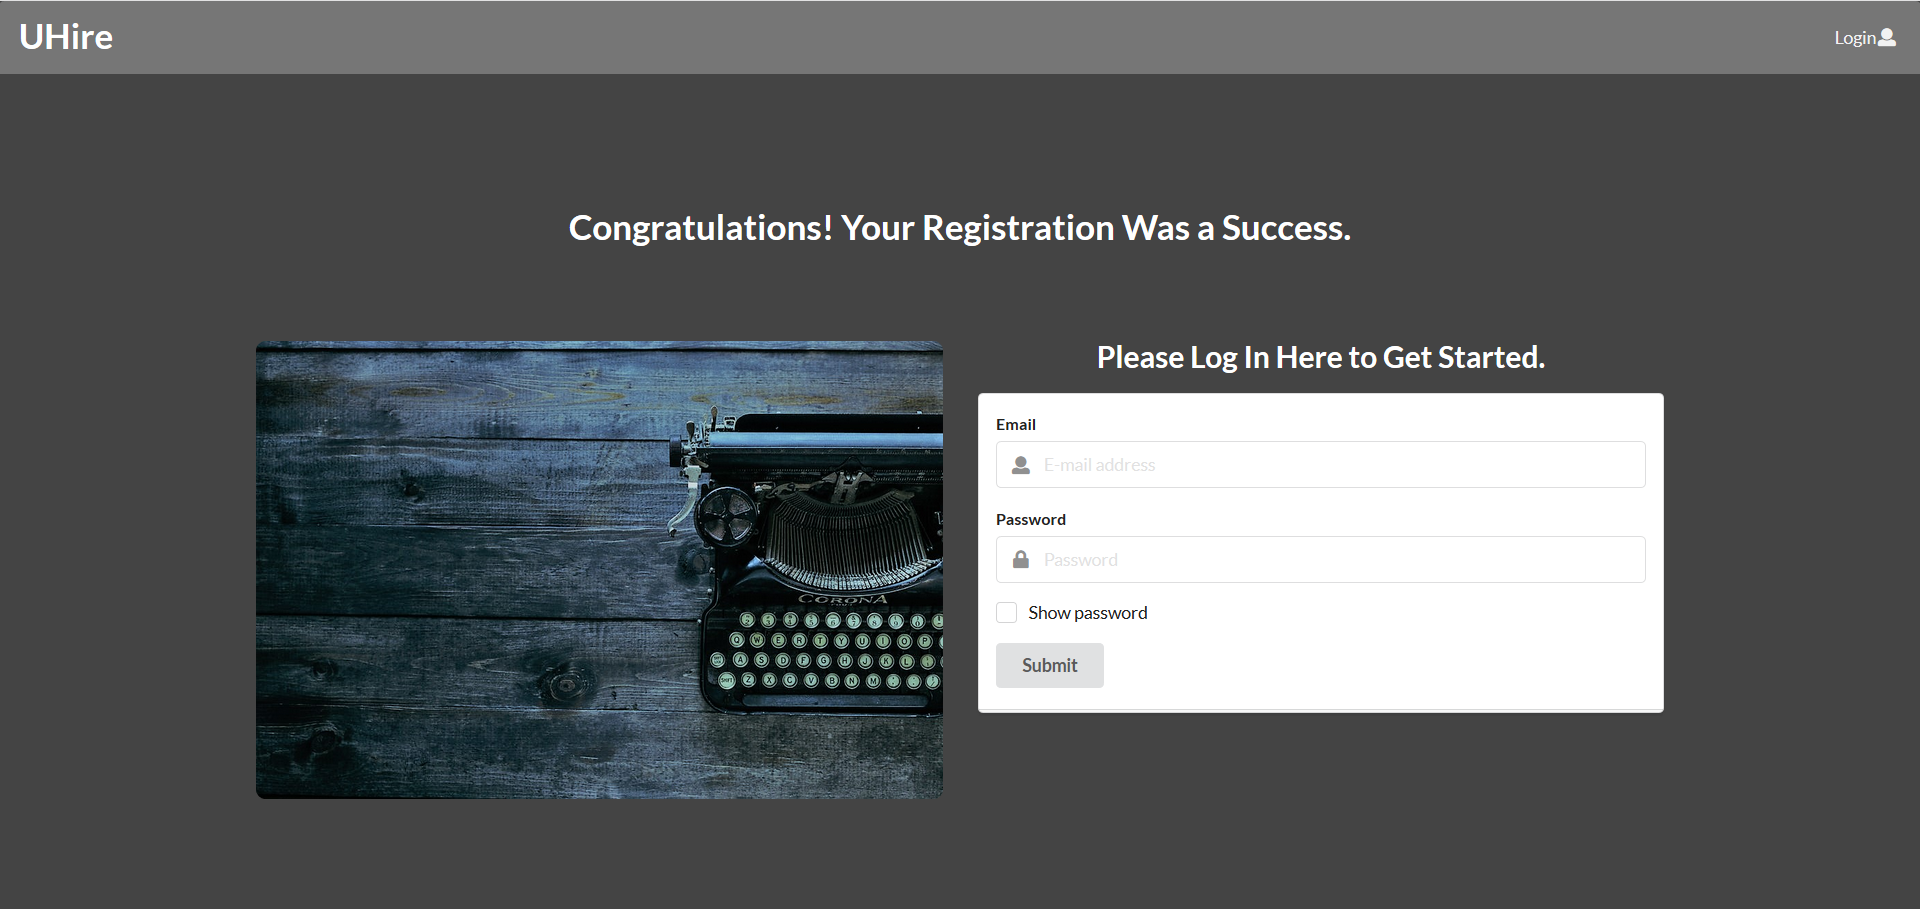 UHire
Login
Congratulations! Your Registration Was a Success.
Please Log In Here to Get Started.
Email
E-mail address
Password
Password
Show password
Submit
CORONA
Q W E R T Y U I O P
A S D F G H J K L
SHIFT Z X C V B N M